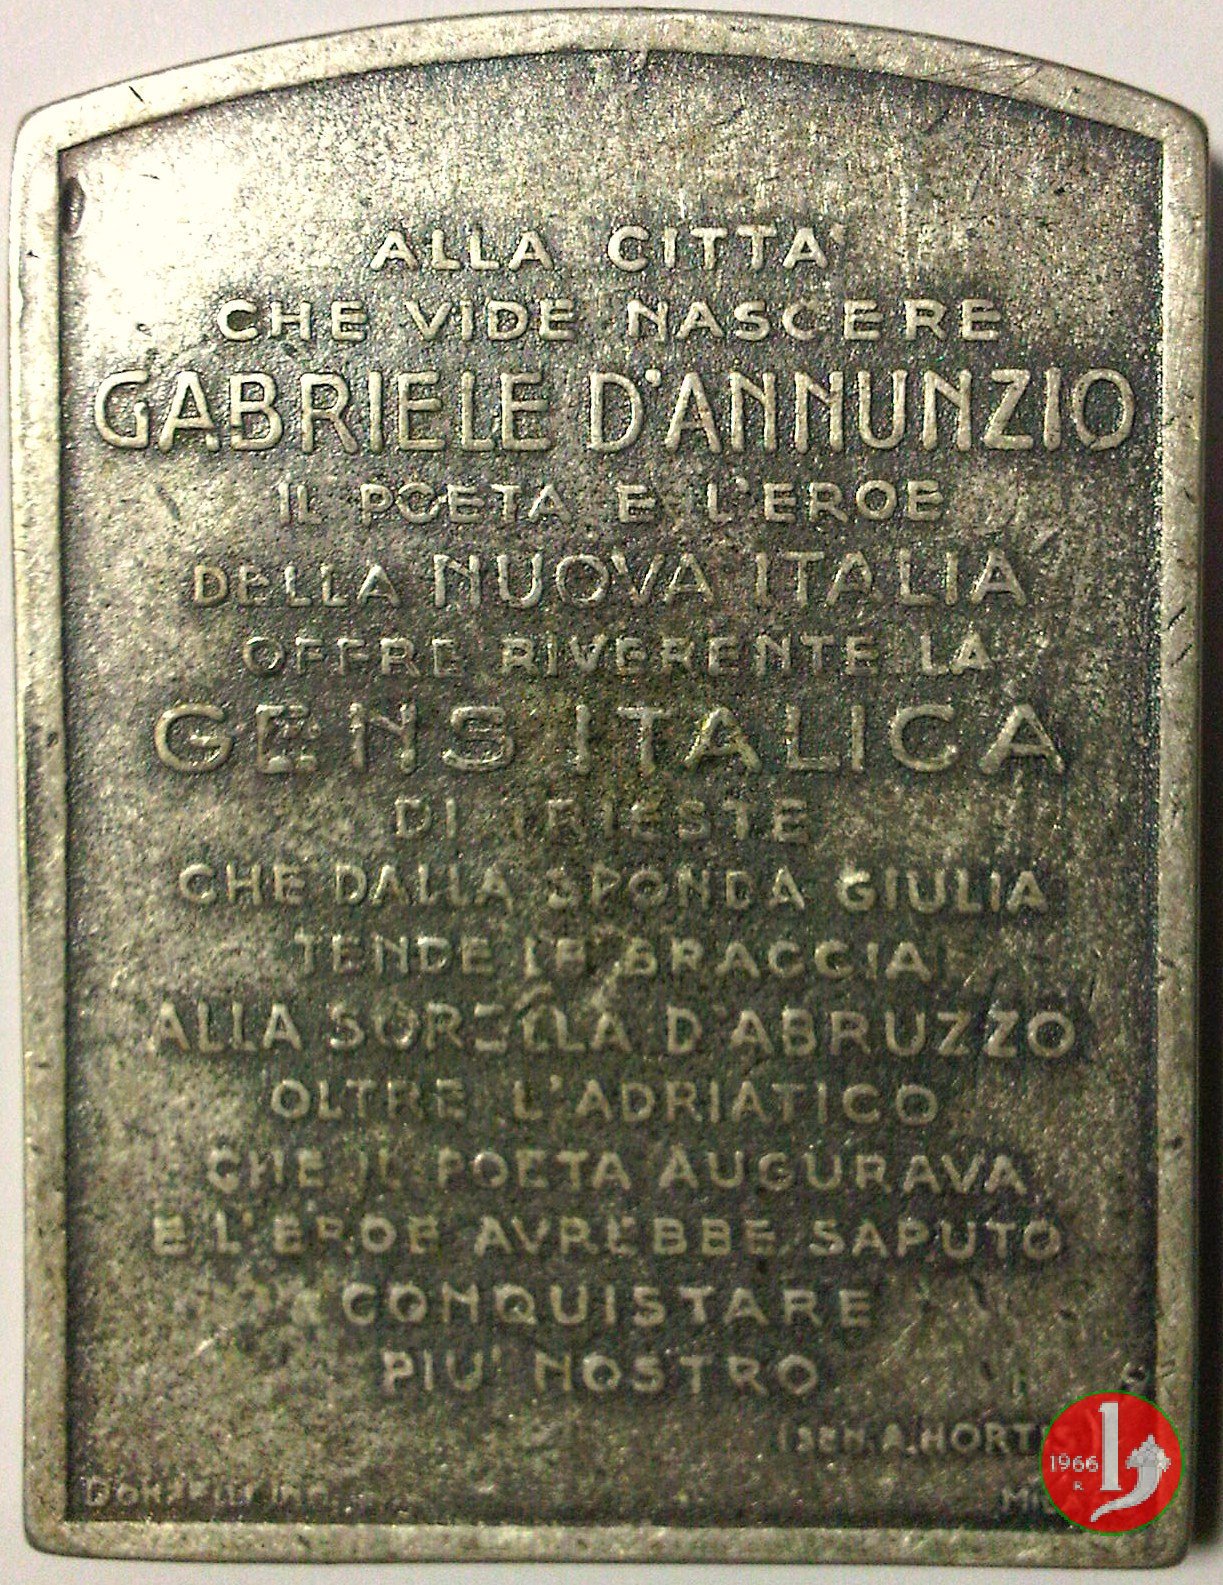 ALLA CITTA'
CHE VIDE NASCERE
GABRIELE D'ANNUNZIO
IL POETA E L'EROE
DELLA NUOVA ITALIA
OFFRE RIVERENTE LA
GENS ITALICA
DI TRIESTE
CHE DALLA SPONDA GIULIA
TENDE LE BRACCIA
ALLA SORELLA D'ABRUZZO
OLTRE L'ADRIATICO
CHE IL POETA AUGURAVA
E L'EROE AVREBBE SAPUTO
CONQUISTARE
PIU' NOSTRO
A. HORTI
1966
R